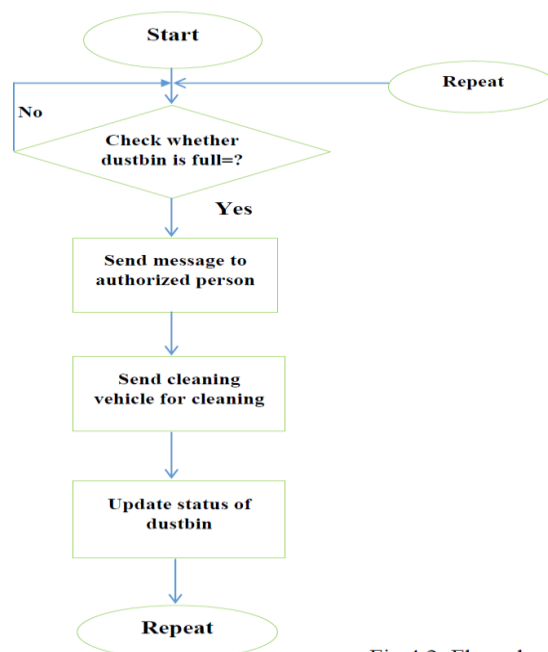 Start
Repeat
No
Check whether
dustbin is full=?
Yes
Send message to
authorized person
Send cleaning
vehicle for cleaning
Update status of
dustbin
Repeat